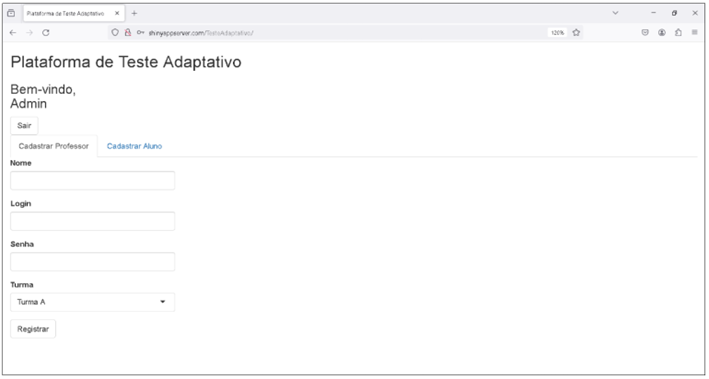 Plataforma de Teste Adaptativo
shinyappserver.com/TesteAdaptativo/
120%
Plataforma de Teste Adaptativo
Bem-vindo,
Admin
Sair
Cadastrar Professor
Cadastrar Aluno
Nome
Login
Senha
Turma
Turma A
Registrar